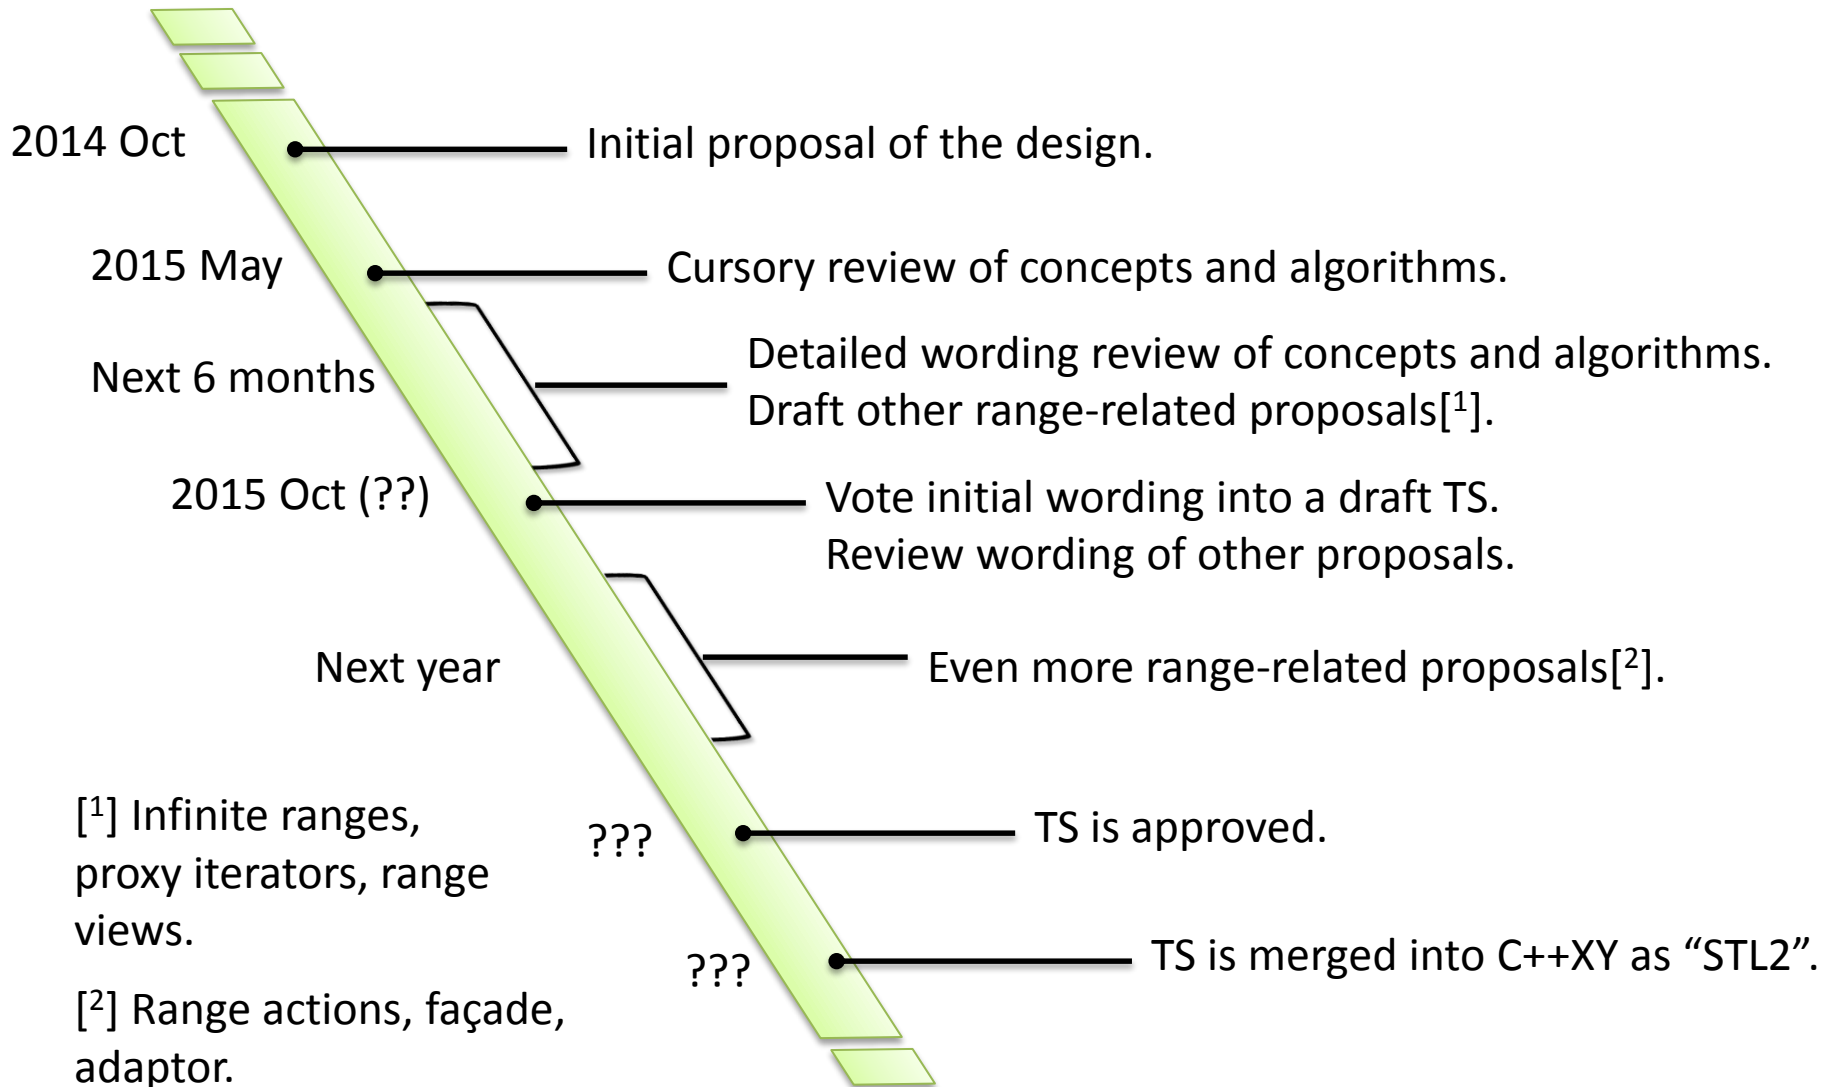 2014 Oct
Initial proposal of the design.
2015 May
Cursory review of concepts and algorithms.
Next 6 months
Detailed wording review of concepts and algorithms.
Draft other range-related proposals[¹].
2015 Oct (??)
Vote initial wording into a draft TS.
Review wording of other proposals.
Next year
Even more range-related proposals[²].
???
TS is approved.
???
TS is merged into C++XY as “STL2”.
[¹] Infinite ranges,
proxy iterators, range
views.
[²] Range actions, façade,
adaptor.